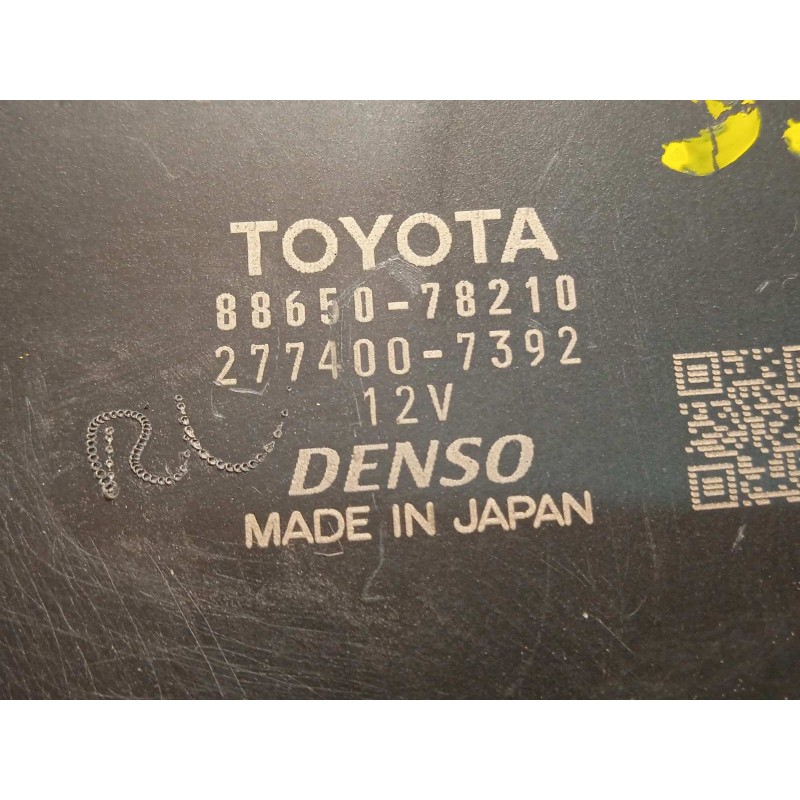 TOYOTA
88650-78210
277400-7392
12V
DENSO
MADE IN JAPAN